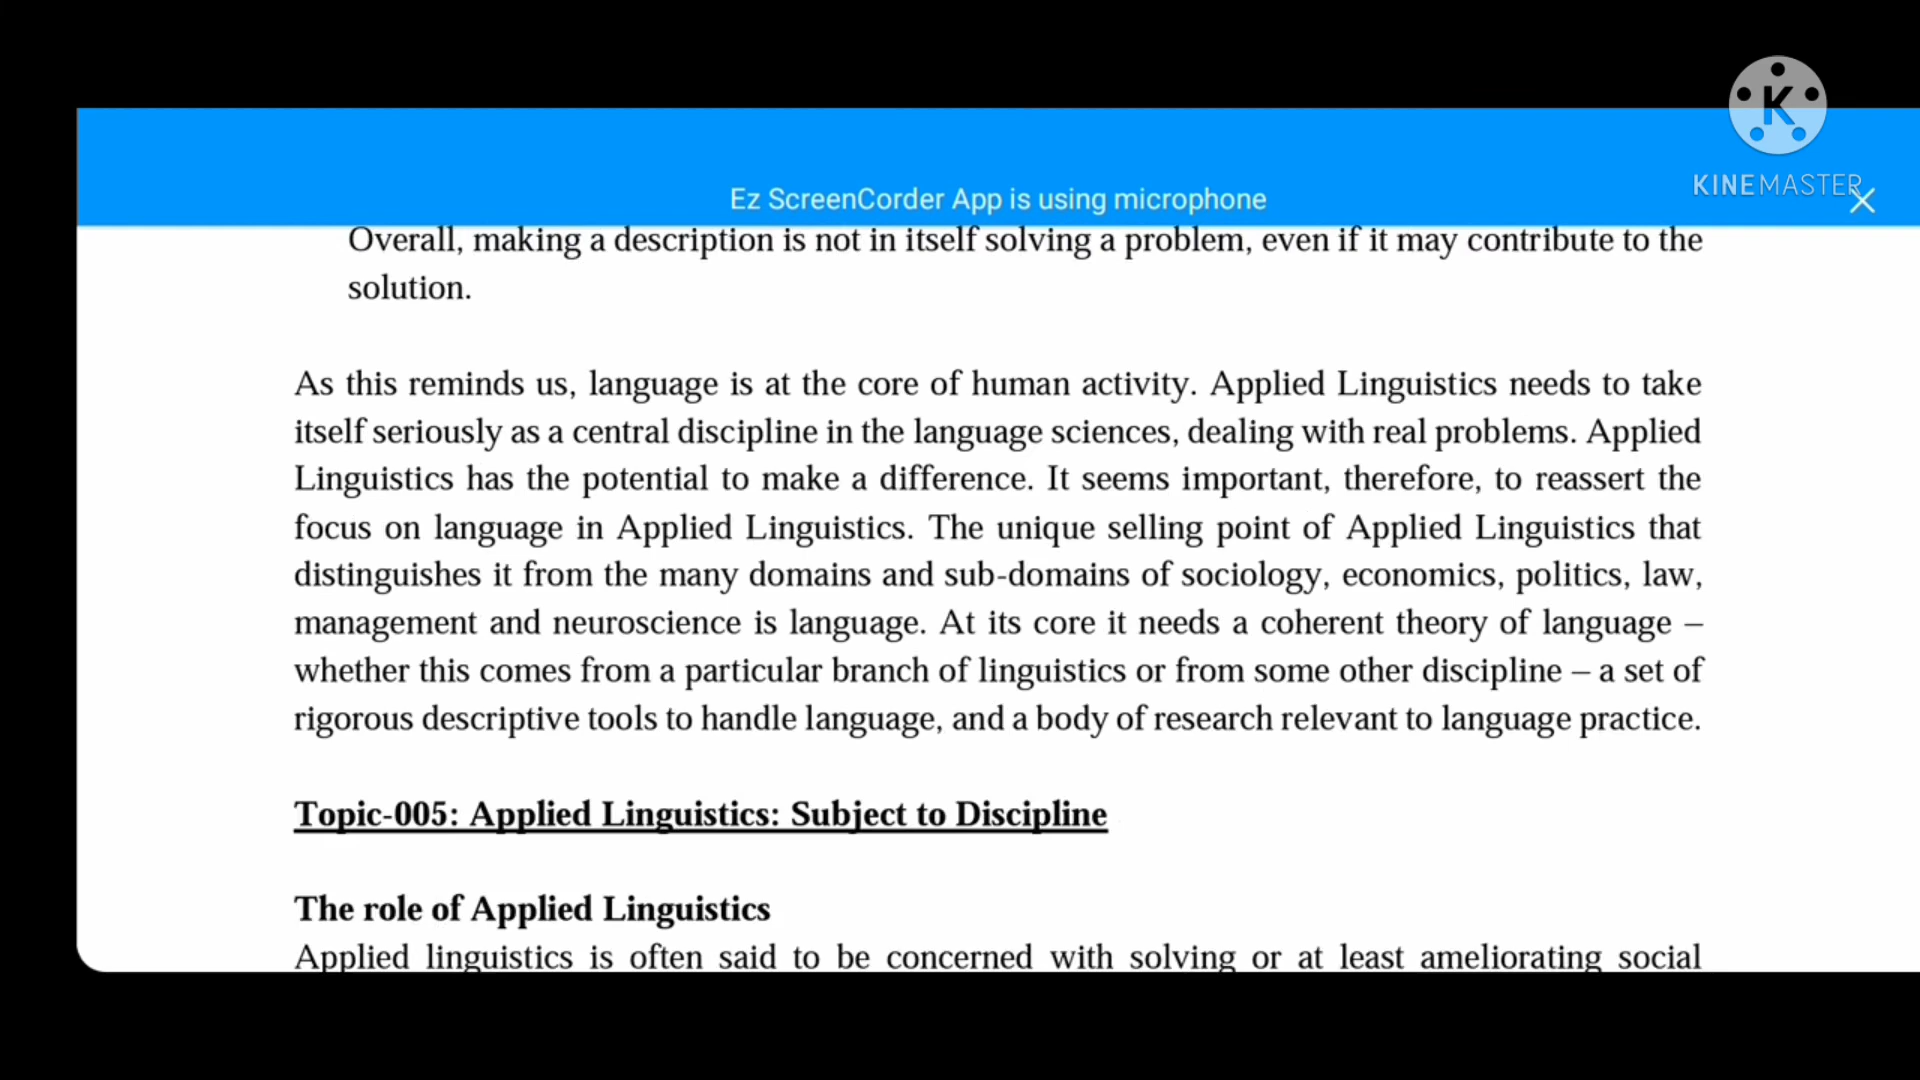 K
KINEMASTER
Ez ScreenCorder App is using microphone
Overall, making a description is not in itself solving a problem, even if it may contribute to the
solution.
As this reminds us, language is at the core of human activity. Applied Linguistics needs to take
itself seriously as a central discipline in the language sciences, dealing with real problems. Applied
Linguistics has the potential to make a difference. It seems important, therefore, to reassert the
focus on language in Applied Linguistics. The unique selling point of Applied Linguistics that
distinguishes it from the many domains and sub-domains of sociology, economics, politics, law,
management and neuroscience is language. At its core it needs a coherent theory of language –
whether this comes from a particular branch of linguistics or from some other discipline – a set of
rigorous descriptive tools to handle language, and a body of research relevant to language practice.
Topic-005: Applied Linguistics: Subject to Discipline
The role of Applied Linguistics
Applied linguistics is often said to be concerned with solving or at least ameliorating social